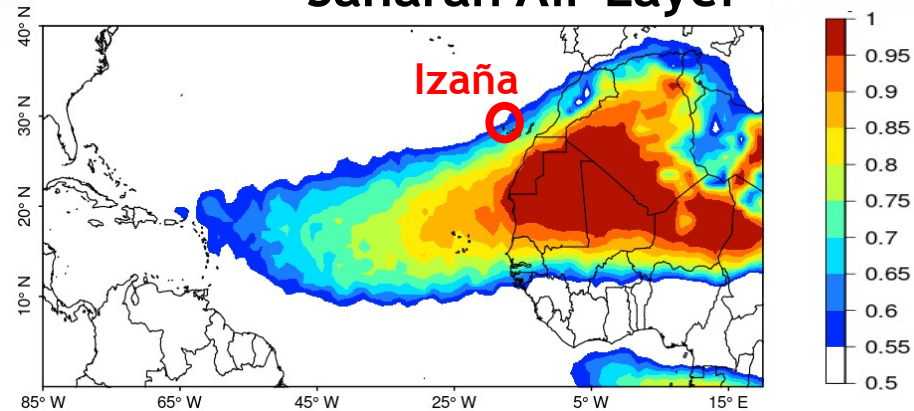 Saharan Air Layer
Izaña
40° N
30° N
20° N
10° N
85° W
65° W
45° W
25° W
5° W
15° E
1
0.95
0.9
0.85
0.8
0.75
0.7
0.65
0.6
0.55
0.5